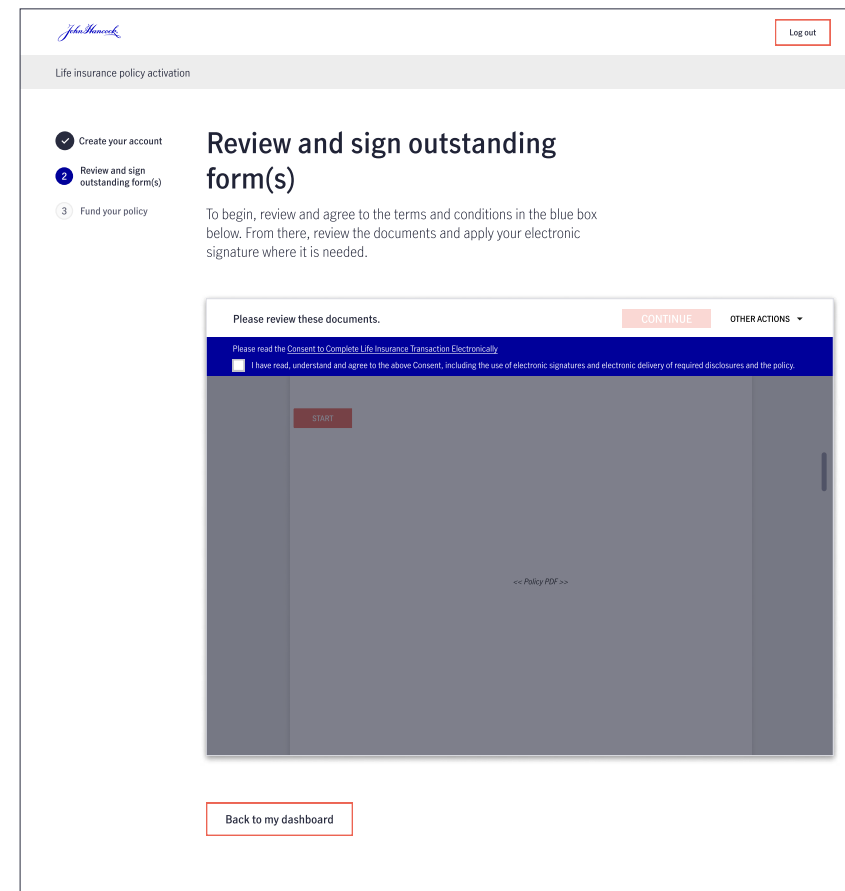 John Hancock
Log out
Life insurance policy activation
Create your account
2 Review and sign
outstanding form(s)
3 Fund your policy
Review and sign outstanding
form(s)
To begin, review and agree to the terms and conditions in the blue box
below. From there, review the documents and apply your electronic
signature where it is needed.
Please review these documents.
CONTINUE
OTHER ACTIONS
Please read the Consent to Complete Life Insurance Transaction Electronically
I have read, understand and agree to the above Consent, including the use of electronic signatures and electronic delivery of required disclosures and the policy.
START
<< Policy PDF >>
Back to my dashboard